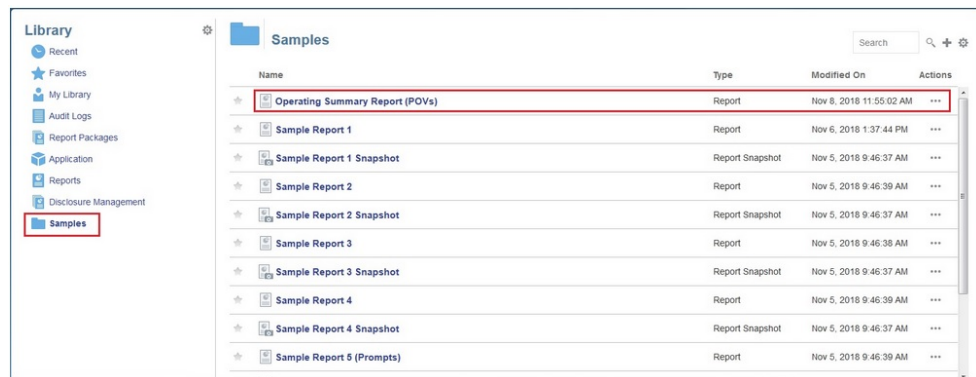 Library
Recent
Favorites
My Library
Audit Logs
Report Packages
Application
Reports
Disclosure Management
Samples
Samples
Search
Name Type Modified On Actions
Operating Summary Report (POVs) Report Nov 8, 2018 11:55:02 AM
Sample Report 1 Report Nov 6, 2018 1:37:44 PM
Sample Report 1 Snapshot Report Snapshot Nov 5, 2018 9:46:37 AM
Sample Report 2 Report Nov 5, 2018 9:46:39 AM
Sample Report 2 Snapshot Report Snapshot Nov 5, 2018 9:46:37 AM
Sample Report 3 Report Nov 5, 2018 9:46:38 AM
Sample Report 3 Snapshot Report Snapshot Nov 5, 2018 9:46:37 AM
Sample Report 4 Report Nov 5, 2018 9:46:39 AM
Sample Report 4 Snapshot Report Snapshot Nov 5, 2018 9:46:37 AM
Sample Report 5 (Prompts) Report Nov 5, 2018 9:46:39 AM